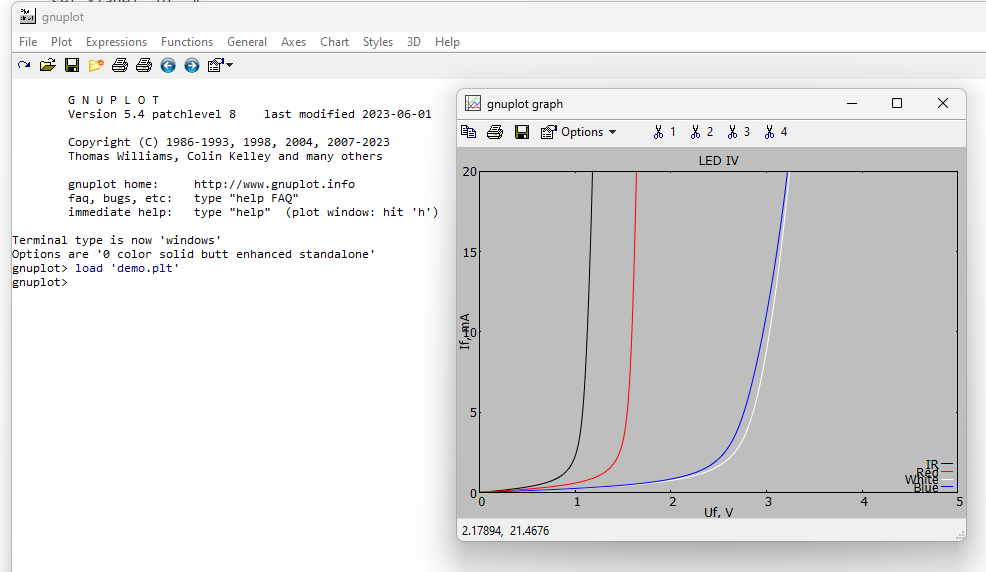 gnuplot
File Plot Expressions Functions General Axes Chart Styles 3D Help
G N U P L O T
Version 5.4 patchlevel 8 last modified 2023-06-01
Copyright (C) 1986-1993, 1998, 2004, 2007-2023
Thomas Williams, Colin Kelley and many others
gnuplot home: http://www.gnuplot.info
faq, bugs, etc: type "help FAQ"
immediate help: type "help" (plot window: hit 'h')
Terminal type is now 'windows'
Options are '0 color solid butt enhanced standalone'
gnuplot> load 'demo.plt'
gnuplot>
gnuplot graph
Options 1 2 3 4
LED IV
20
15
10
5
0
If, mA
0 1 2 3 4 5
Uf, V
IR
Red
White
Blue
2.17894, 21.4676